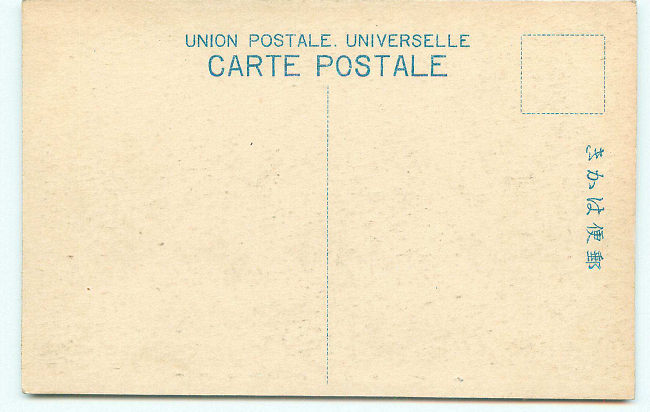 UNION POSTALE. UNIVERSELLE
CARTE POSTALE
郵便はかき